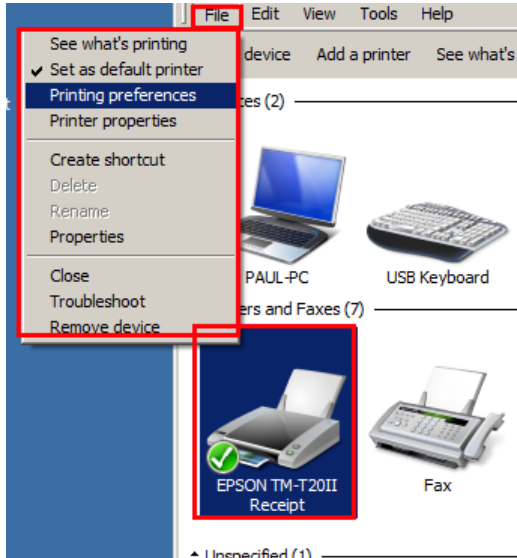 File Edit View Tools Help
device Add a printer See what's
See what's printing
Set as default printer
Printing preferences
Printer properties
Create shortcut
Delete
Rename
Properties
Close
Troubleshoot
Remove device
ces (2)
PAUL-PC USB Keyboard
ers and Faxes (7)
EPSON TM-T20II
Receipt
Fax
Unspecified (1)